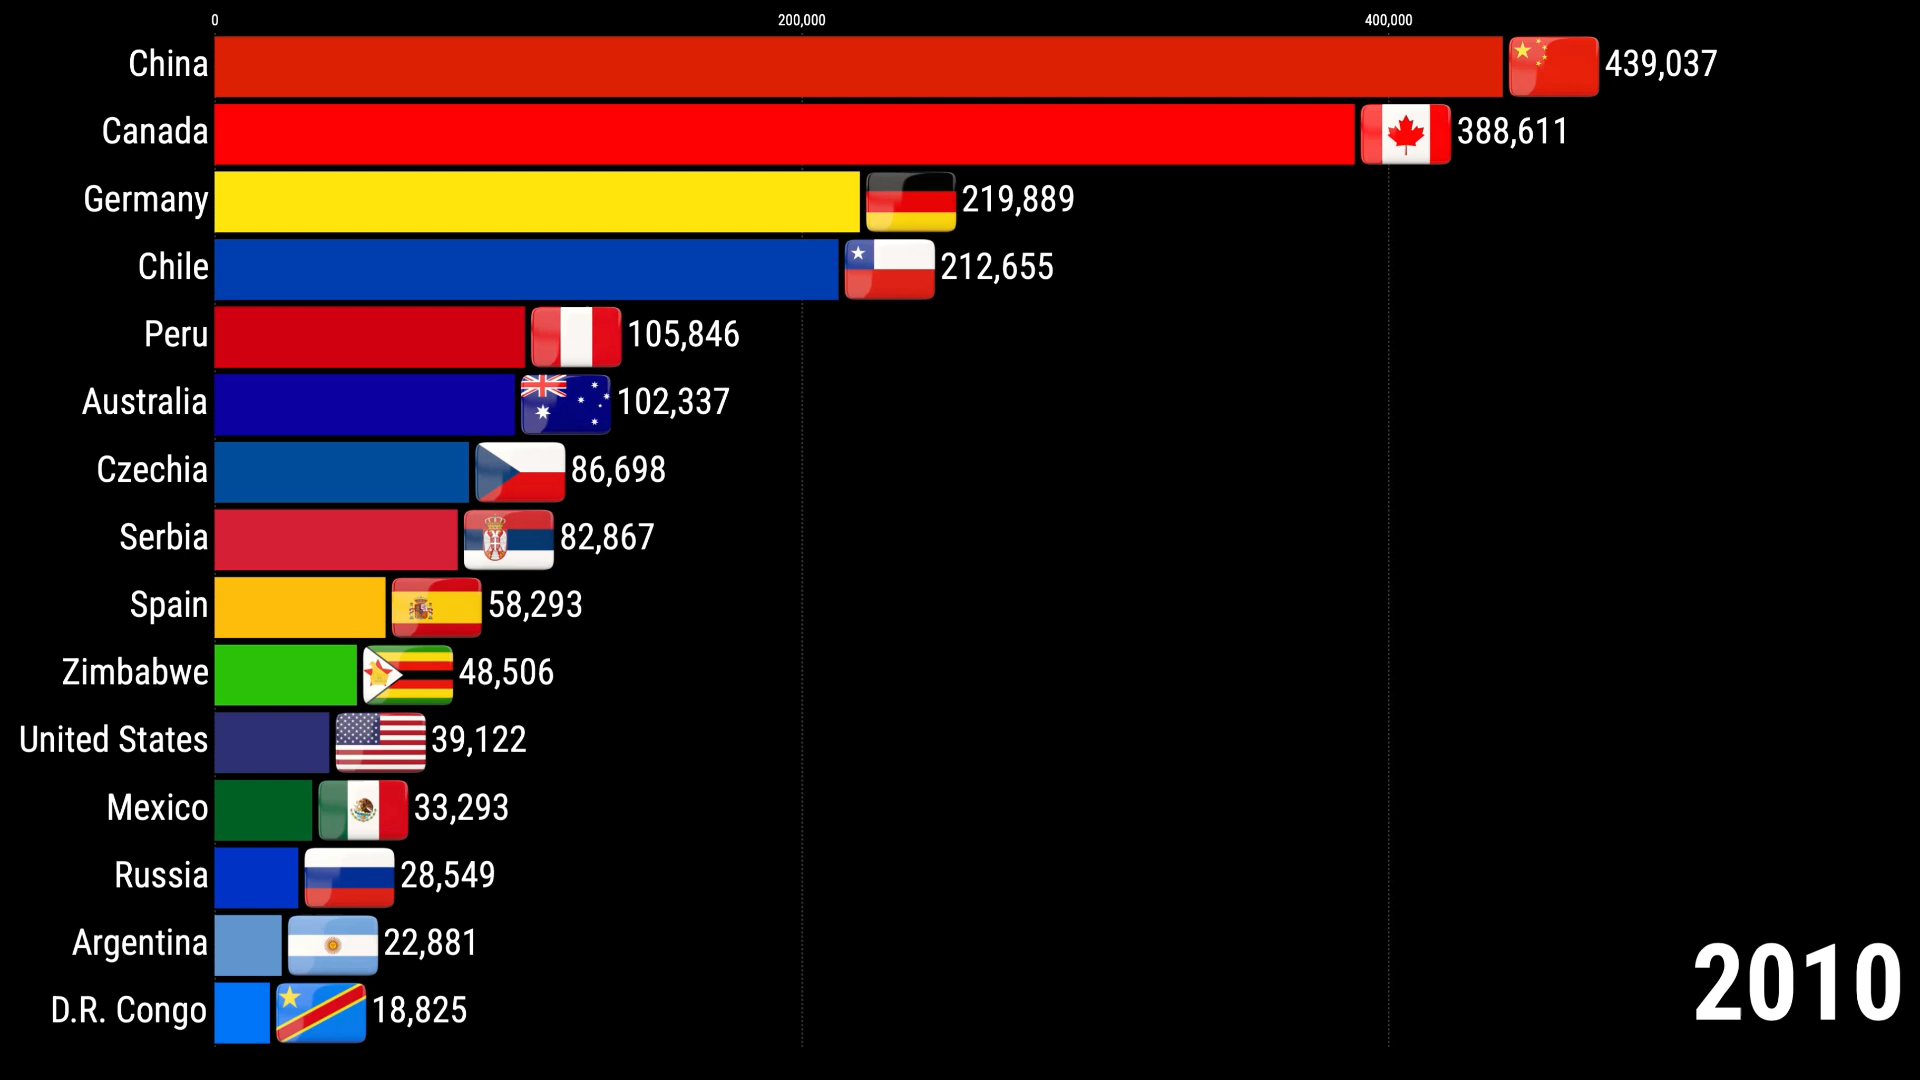 0 200,000 400,000
China 439,037
Canada 388,611
Germany 219,889
Chile 212,655
Peru 105,846
Australia 102,337
Czechia 86,698
Serbia 82,867
Spain 58,293
Zimbabwe 48,506
United States 39,122
Mexico 33,293
Russia 28,549
Argentina 22,881
D.R. Congo 18,825
2010